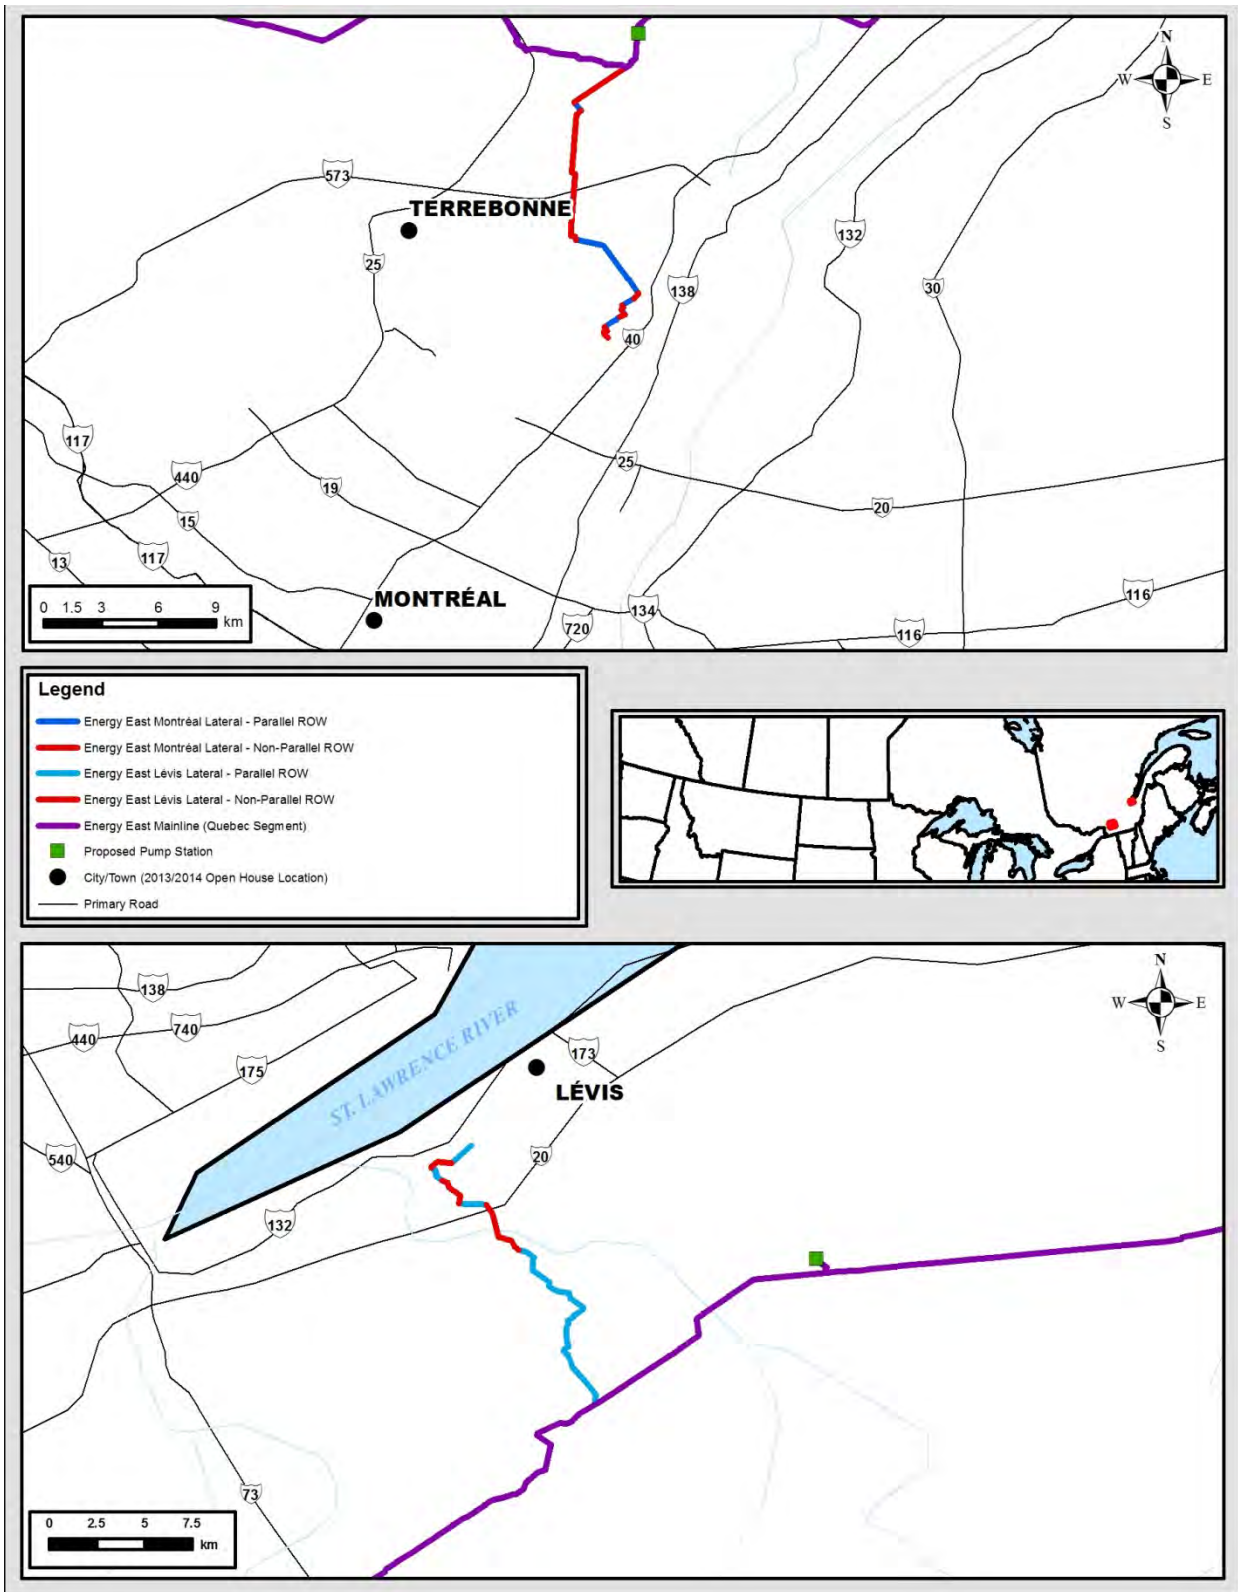 N
W E
S
573
TERREBONNE
132
25
138
30
40
117
25
440
19
20
15
117
13
116
MONTRÉAL
134
720
116
0 1.5 3 6 9
km
Legend
Energy East Montréal Lateral - Parallel ROW
Energy East Montréal Lateral - Non-Parallel ROW
Energy East Lévis Lateral - Parallel ROW
Energy East Lévis Lateral - Non-Parallel ROW
Energy East Mainline (Quebec Segment)
Proposed Pump Station
City/Town (2013/2014 Open House Location)
Primary Road
N
W E
S
138
440
740
175
ST. LAWRENCE RIVER
173
LÉVIS
540
20
132
73
0 2.5 5 7.5
km